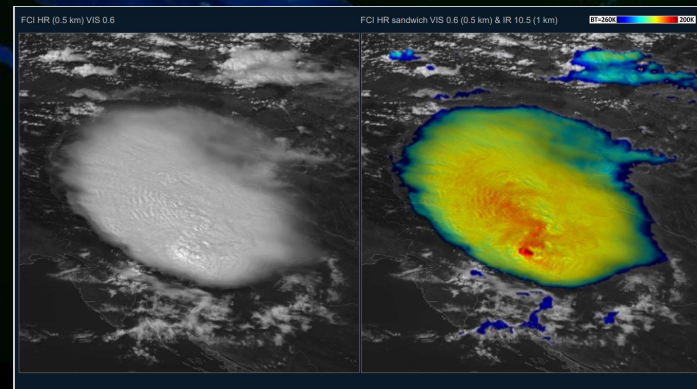 FCI HR (0.5 km) VIS 0.6
FCI HR sandwich VIS 0.6 (0.5 km) & IR 10.5 (1 km)
BT=260K 200K